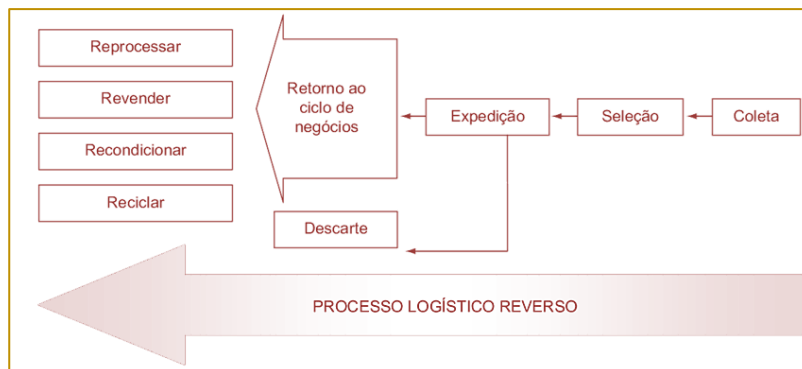 Reprocessar
Revender
Recondicionar
Reciclar
Retorno ao
ciclo de
negócios
Expedição
Seleção
Coleta
Descarte
PROCESSO LOGÍSTICO REVERSO